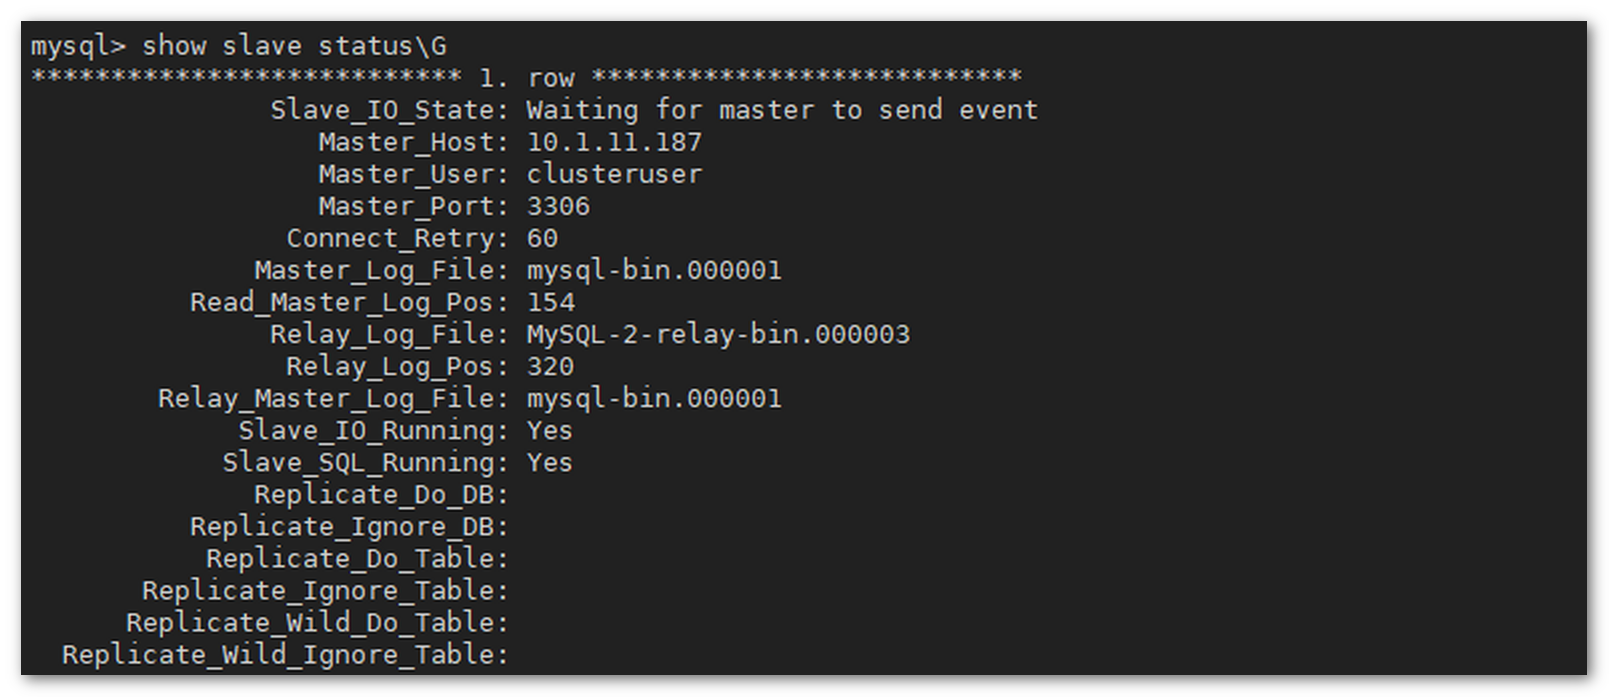 mysql> show slave status\G
*************************** 1. row ***************************
Slave_IO_State: Waiting for master to send event
Master_Host: 10.1.11.187
Master_User: clusteruser
Master_Port: 3306
Connect_Retry: 60
Master_Log_File: mysql-bin.000001
Read_Master_Log_Pos: 154
Relay_Log_File: MySQL-2-relay-bin.000003
Relay_Log_Pos: 320
Relay_Master_Log_File: mysql-bin.000001
Slave_IO_Running: Yes
Slave_SQL_Running: Yes
Replicate_Do_DB:
Replicate_Ignore_DB:
Replicate_Do_Table:
Replicate_Ignore_Table:
Replicate_Wild_Do_Table:
Replicate_Wild_Ignore_Table: